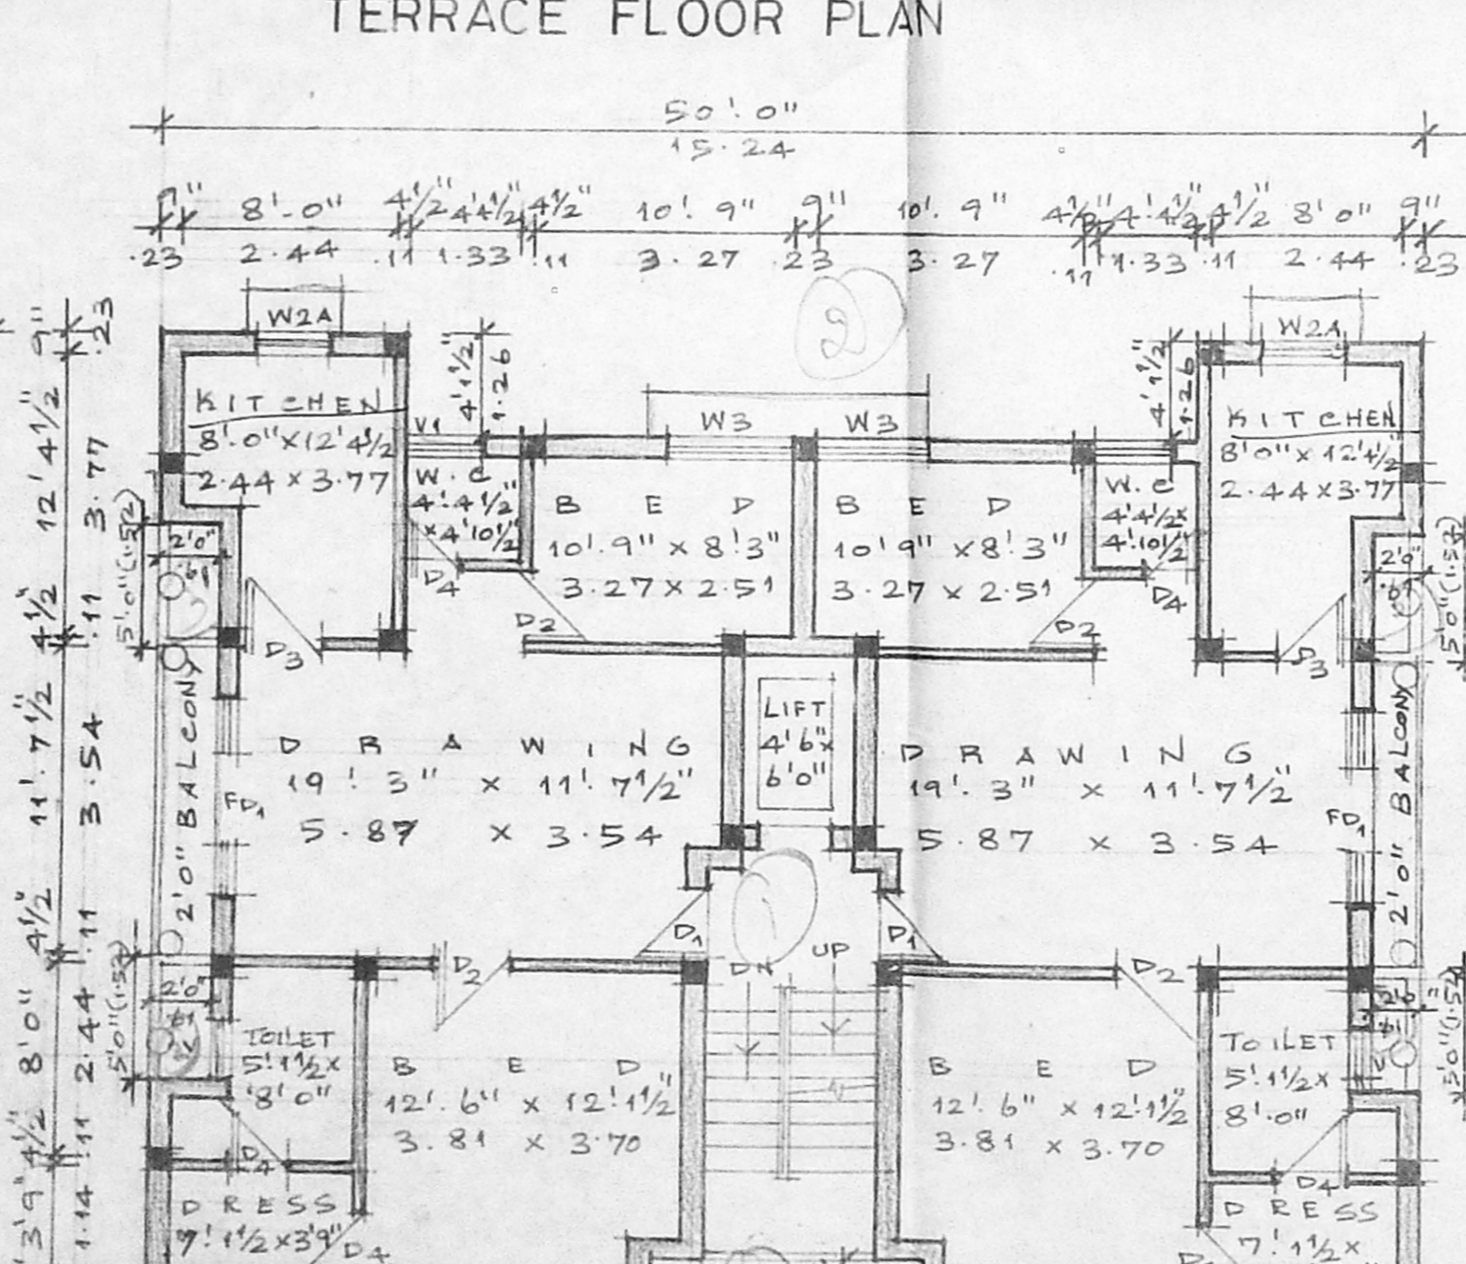 TERRACE FLOOR PLAN
50'.0"
15.24
9" 8'-0" 4½" 4'4½" 4½" 10'.9" 9" 10'.9" 4½" 4'.4½" 4½" 8'0" 9"
.23 2.44 .11 1.33 .11 3.27 .23 3.27 .11 1.33 .11 2.44 .23
2
W2A
W2A
9"
.23
4'1½"
1.26
4'1½"
1.26
KITCHEN
8'.0"x12'4½
2.44x3.77
V1
W.C
4'.4½"
x4'10½"
W3
W3
BED
10'.9" x 8'.3"
3.27 x 2.51
BED
10'9" x 8'.3"
3.27 x 2.51
W.C
4'4½"x
4'.10½"
KITCHEN
8'0" x 12'4½"
2.44x3.77
12'4½"
3.77
5'0"(1.52)
2'0"
.61
2'0"
.61
5'0"(1.52)
D4
D2
D3
D2
D4
D3
4½"
.11
LIFT
4'6"x
6'0"
DRAWING
19'.3" x 11'.7½"
5.87 x 3.54
DRAWING
19'.3" x 11'.7½"
5.87 x 3.54
11'.7½"
3.54
2'0" BALCONY
FD1
FD1
2'0" BALCONY
4½"
.11
D1
D1
UP
DN
D2
D2
8'0"
2.44
5'0"(1.52)
2'0"
.61
TOILET
5'.1½"x
8'0"
BED
12'.6" x 12'.1½"
3.81 x 3.70
BED
12'.6" x 12'.1½"
3.81 x 3.70
TOILET
5'.1½"x
8'.0"
5'0"(1.52)
4½"
.11
D4
D4
3'9"
1.14
DRESS
7'.1½"x3'9"
D4
DRESS
7'.1½"x